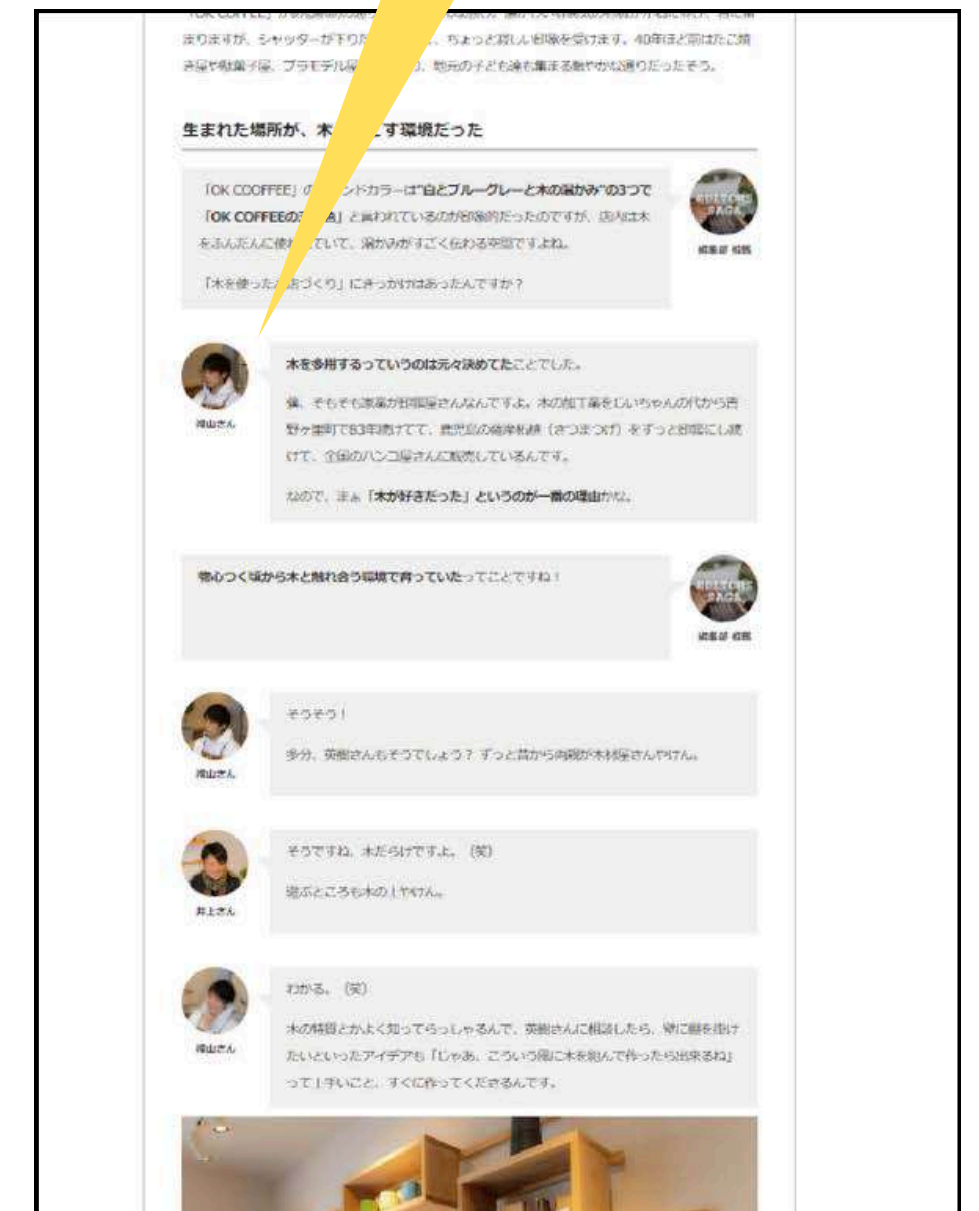 まりますが、シャッターが下りた 、ちょっと寂しい印象を受けます。40年ほど前はたこ焼
き屋や駄菓子屋、プラモデル屋 、地元の子ども達も集まる賑やかな通りだったそう。
生まれた場所が、木 す環境だった
「OK COOFFEE」の ンドカラーは"白とブルーグレーと木の温かみ"の3つで
「OK COFFEEの 」と言われているのが印象的だったのですが、店内は木
をふんだんに使 ていて、温かみがすごく伝わる空間ですよね。
「木を使った 店づくり」にきっかけはあったんですか?
編集部
木を多用するっていうのは元々決めてたことでした。
僕、そもそも家業が印鑑屋さんなんですよ。木の加工業をじいちゃんの代から吉
野ヶ里町で83年続けてて、鹿児島の薩摩柘植(さつまつげ)をずっと印鑑にし続
けて、全国のハンコ屋さんに販売しているんです。
なので、まぁ「木が好きだった」というのが一番の理由かな。
物心つく頃から木と触れ合う環境で育っていたってことですね!
編集部
そうそう!
多分、英樹さんもそうでしょう? ずっと昔から両親が木材屋さんやけん。
そうですね、木だらけですよ。(笑)
遊ぶところも木の上やけん。
井上さん
わかる。(笑)
木の特質とかよく知ってらっしゃるんで、英樹さんに相談したら、壁に棚を掛け
たいといったアイデアも「じゃあ、こういう風に木を組んで作ったら出来るね」
って上手いこと、すぐに作ってくださるんです。